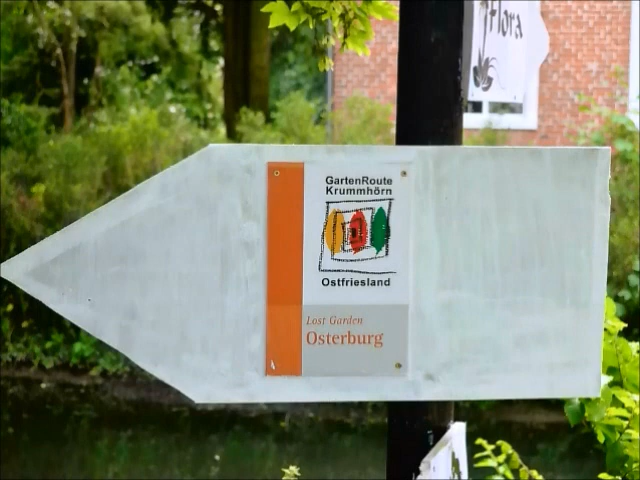 Flora
GartenRoute
Krummhörn
Ostfriesland
Lost Garden
Osterburg